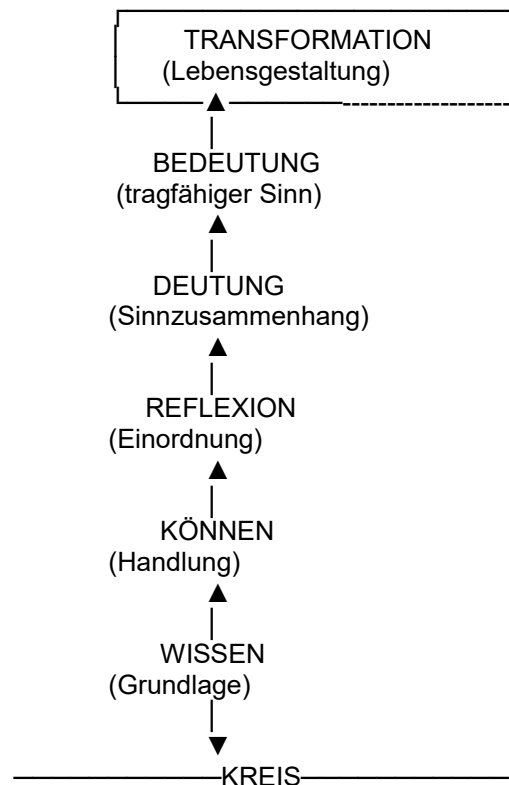 TRANSFORMATION
(Lebensgestaltung)
BEDEUTUNG
(tragfähiger Sinn)
DEUTUNG
(Sinnzusammenhang)
REFLEXION
(Einordnung)
KÖNNEN
(Handlung)
WISSEN
(Grundlage)
KREIS